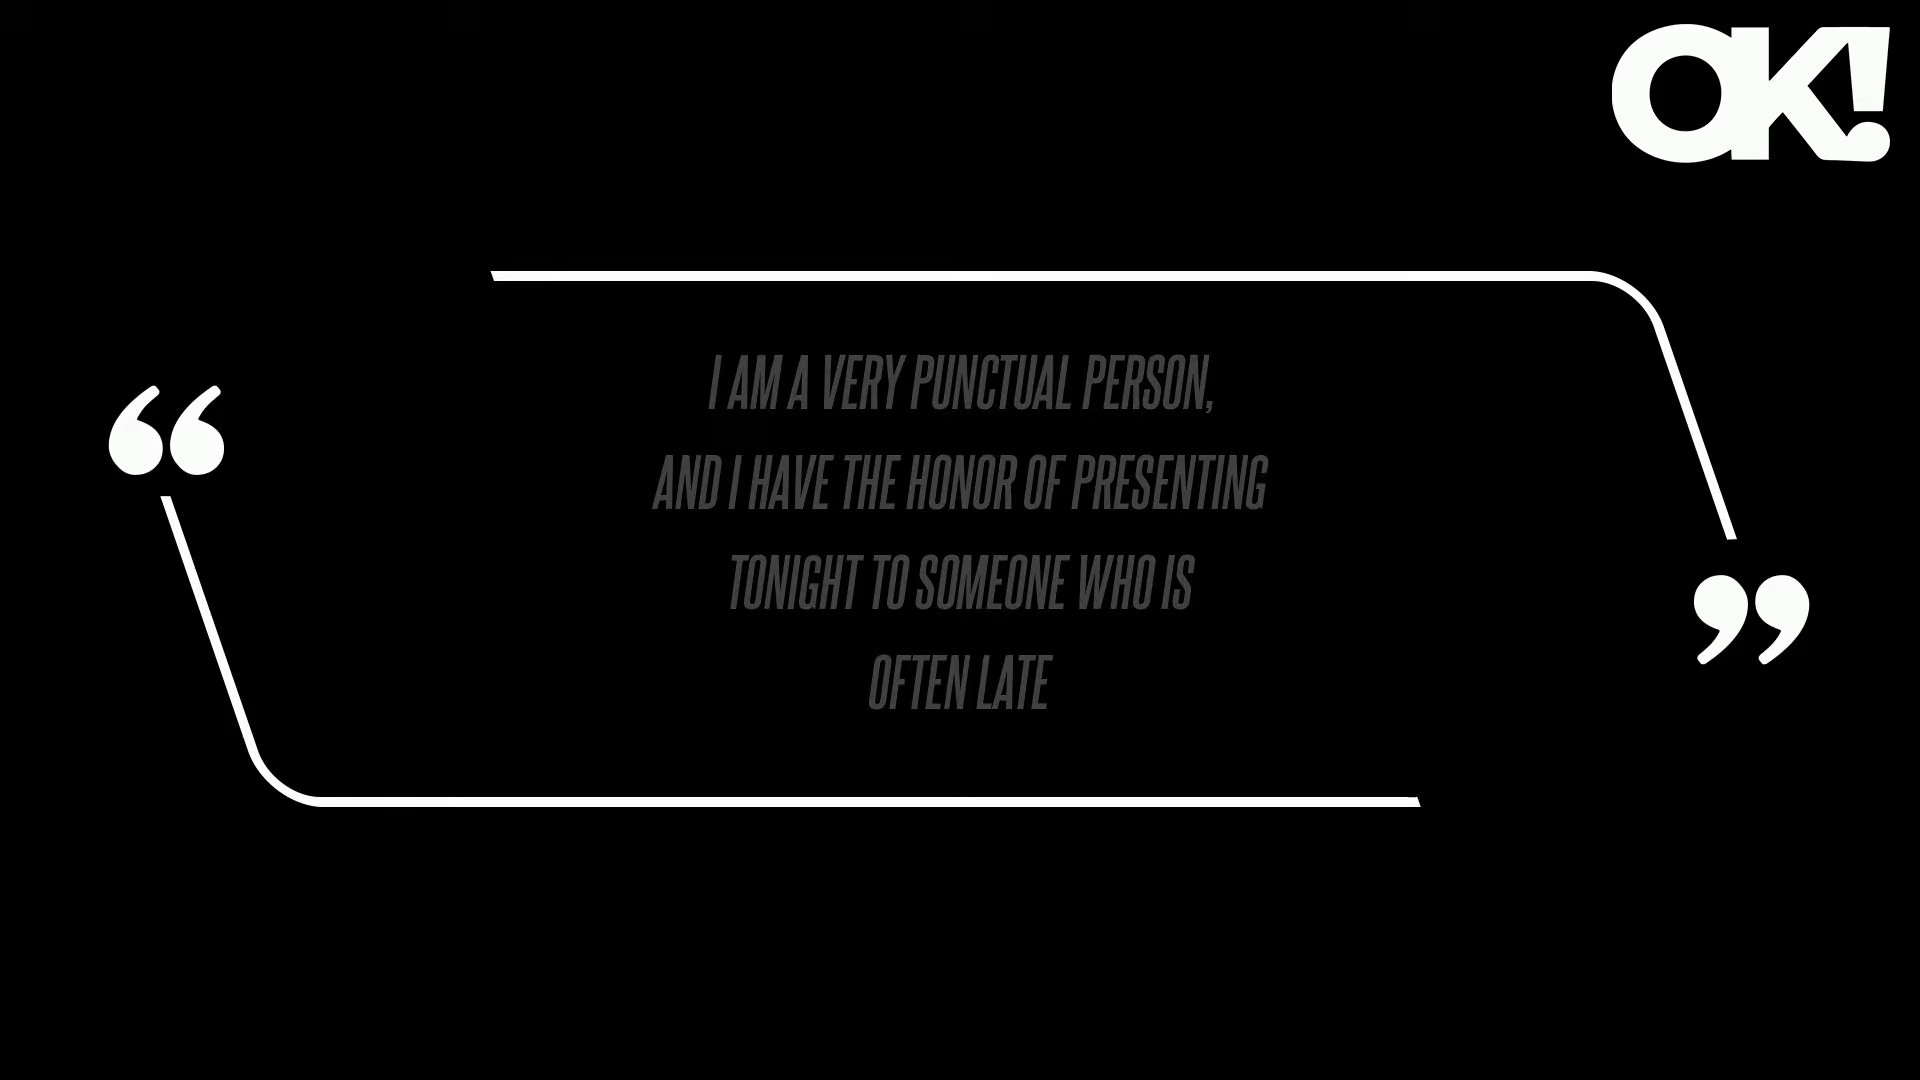 OK!
I AM A VERY PUNCTUAL PERSON,
AND I HAVE THE HONOR OF PRESENTING
TONIGHT TO SOMEONE WHO IS
OFTEN LATE